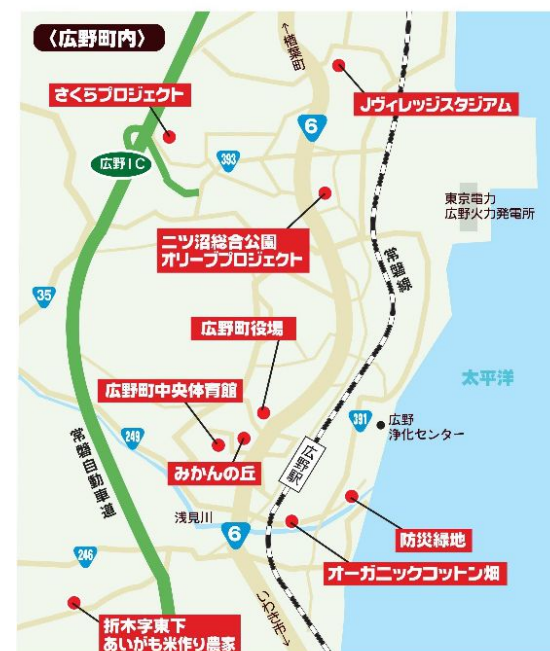 〈広野町内〉
←楢葉町
さくらプロジェクト
Jヴィレッジスタジアム
6
広野IC
393
東京電力
広野火力発電所
二ツ沼総合公園
オリーブプロジェクト
常磐線
35
広野町役場
太平洋
広野町中央体育館
391
広野
浄化センター
249
常磐自動車道
みかんの丘
広野駅
浅見川
6
防災緑地
オーガニックコットン畑
246
いわき市→
折木字東下
あいがも米作り農家